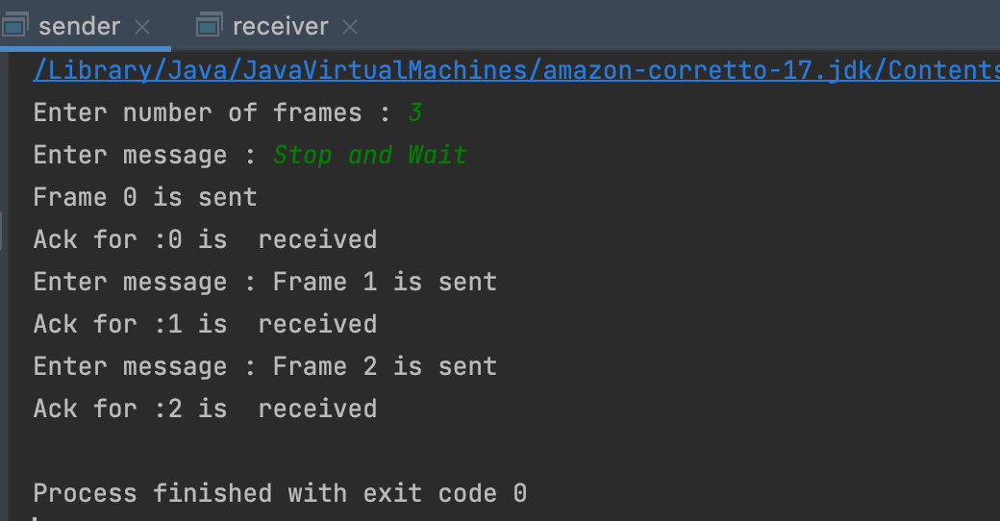 sender receiver
/Library/Java/JavaVirtualMachines/amazon-corretto-17.jdk/Contents
Enter number of frames : 3
Enter message : Stop and Wait
Frame 0 is sent
Ack for :0 is  received
Enter message : Frame 1 is sent
Ack for :1 is  received
Enter message : Frame 2 is sent
Ack for :2 is  received
Process finished with exit code 0